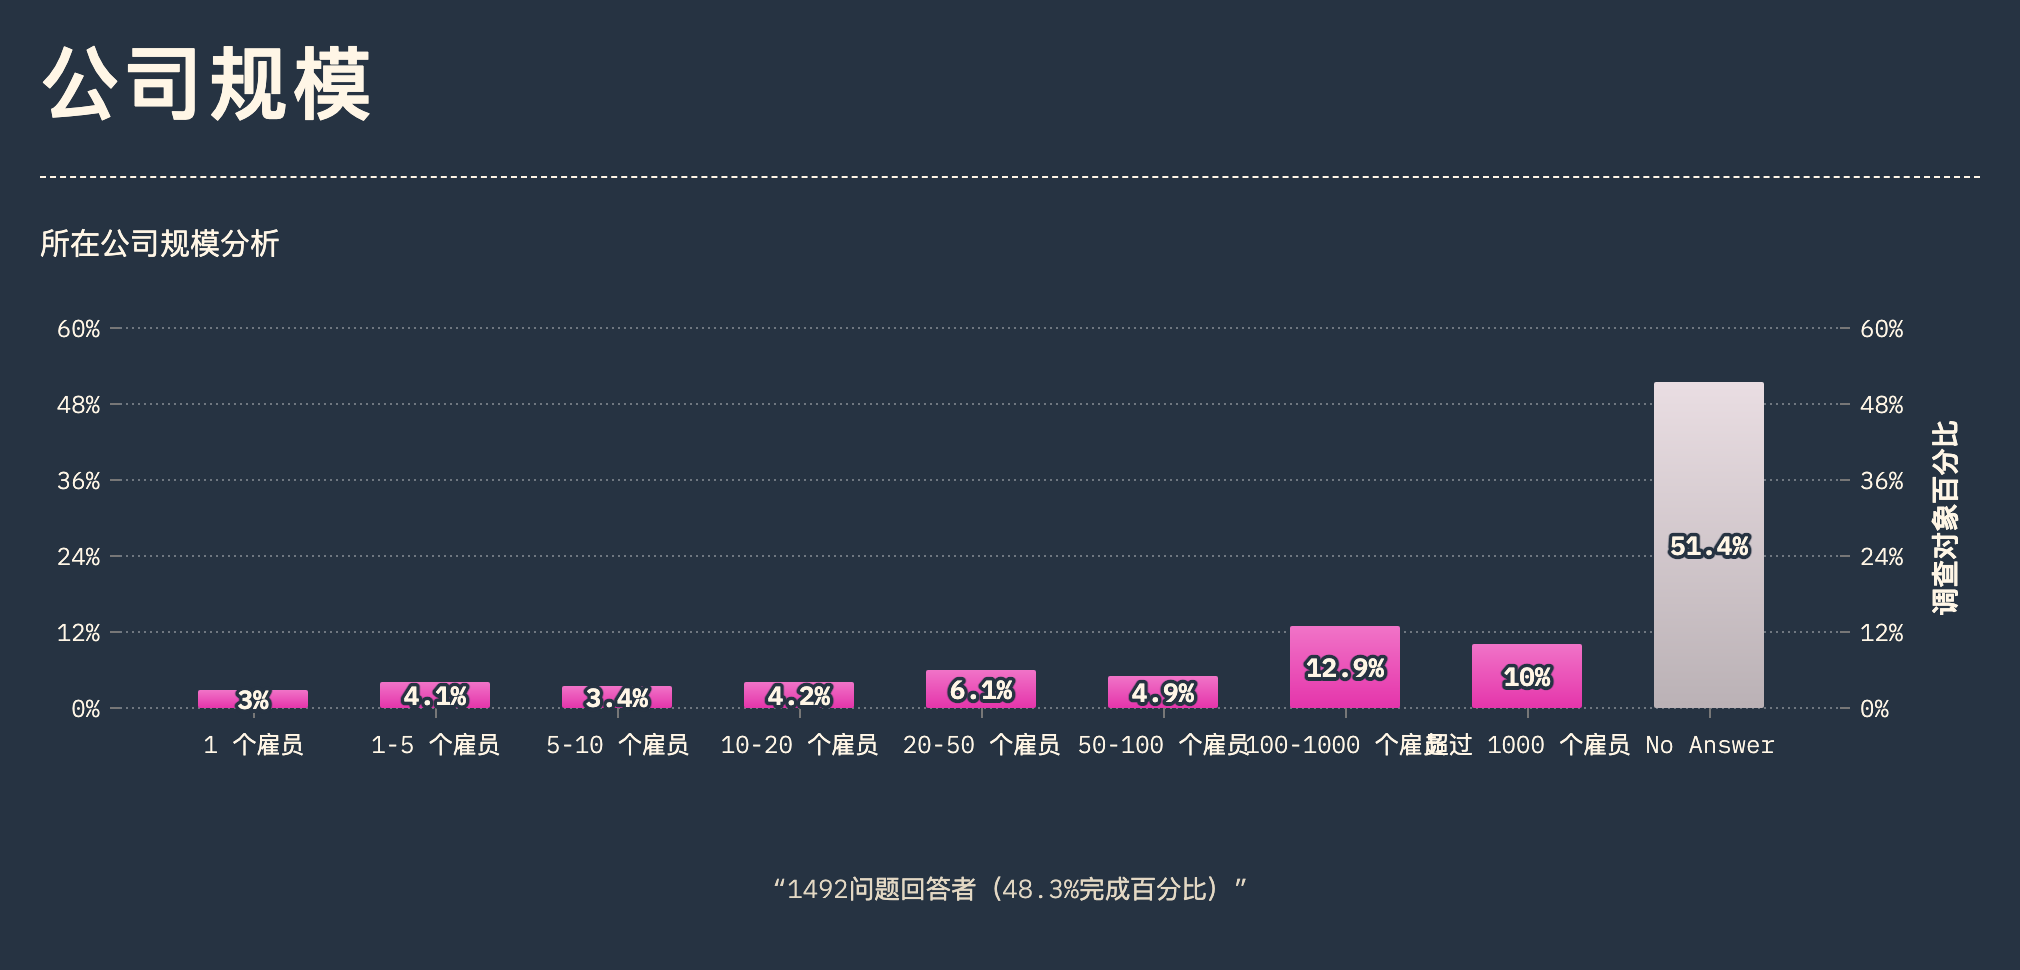 公司规模
所在公司规模分析
60% 60%
48% 48%
36% 36%
24% 24%
12% 12%
0% 0%
调查对象百分比
3% 4.1% 3.4% 4.2% 6.1% 4.9% 12.9% 10% 51.4%
1 个雇员 1-5 个雇员 5-10 个雇员 10-20 个雇员 20-50 个雇员 50-100 个雇员 100-1000 个雇员 超过 1000 个雇员 No Answer
“1492问题回答者（48.3%完成百分比）”